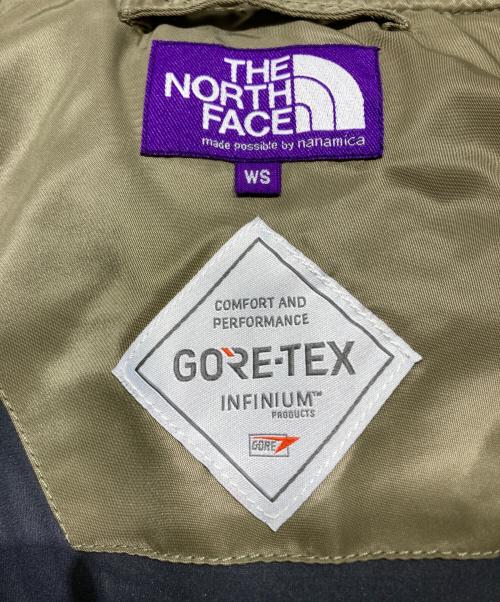 THE
NORTH
FACE
made possible by nanamica
WS
COMFORT AND
PERFORMANCE
GORE-TEX
INFINIUM™
PRODUCTS
GORE